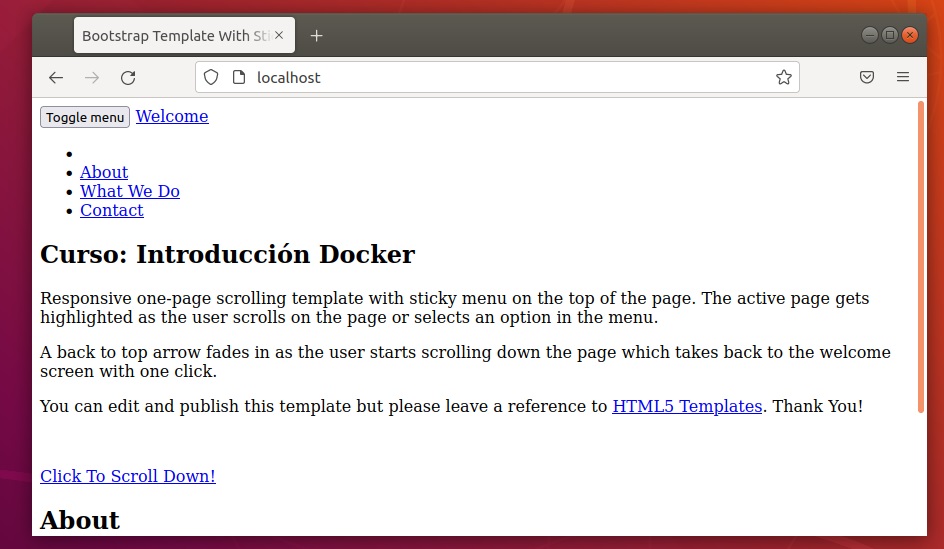 Bootstrap Template With Sti
localhost
Toggle menu Welcome
About
What We Do
Contact
Curso: Introducción Docker
Responsive one-page scrolling template with sticky menu on the top of the page. The active page gets
highlighted as the user scrolls on the page or selects an option in the menu.
A back to top arrow fades in as the user starts scrolling down the page which takes back to the welcome
screen with one click.
You can edit and publish this template but please leave a reference to HTML5 Templates. Thank You!
Click To Scroll Down!
About